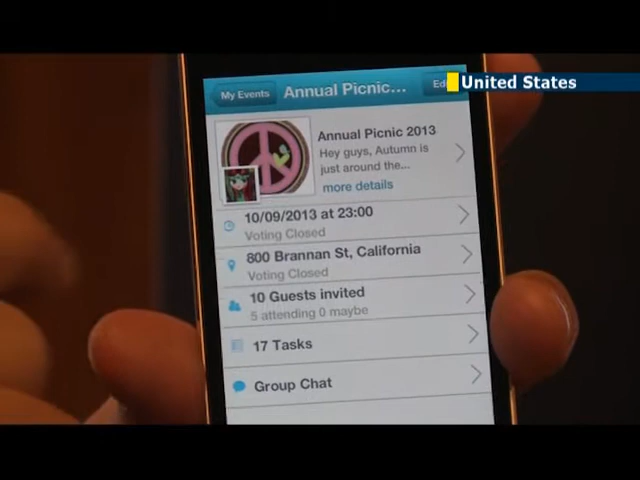 United States
My Events
Annual Picnic...
Annual Picnic 2013
Hey guys, Autumn is
just around the...
more details
10/09/2013 at 23:00
Voting Closed
800 Brannan St, California
Voting Closed
10 Guests invited
5 attending 0 maybe
17 Tasks
Group Chat